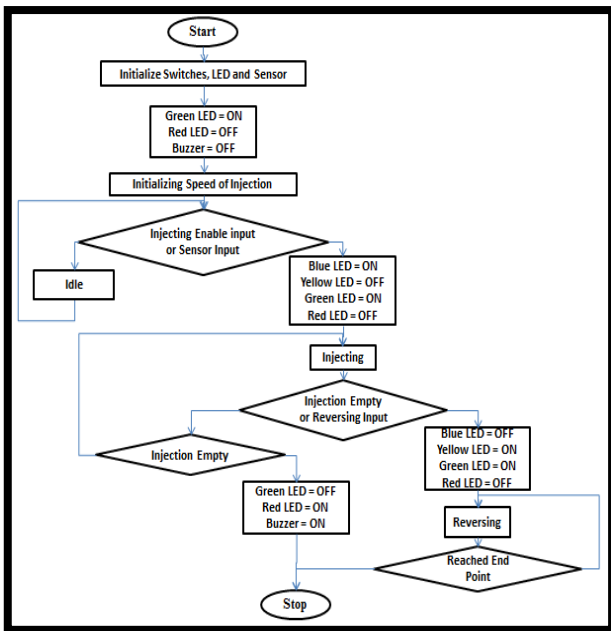 Start
Initialize Switches, LED and Sensor
Green LED = ON
Red LED = OFF
Buzzer = OFF
Initializing Speed of Injection
Injecting Enable input
or Sensor Input
Idle
Blue LED = ON
Yellow LED = OFF
Green LED = ON
Red LED = OFF
Injecting
Injection Empty
or Reversing Input
Injection Empty
Blue LED = OFF
Yellow LED = ON
Green LED = ON
Red LED = OFF
Green LED = OFF
Red LED = ON
Buzzer = ON
Reversing
Reached End
Point
Stop